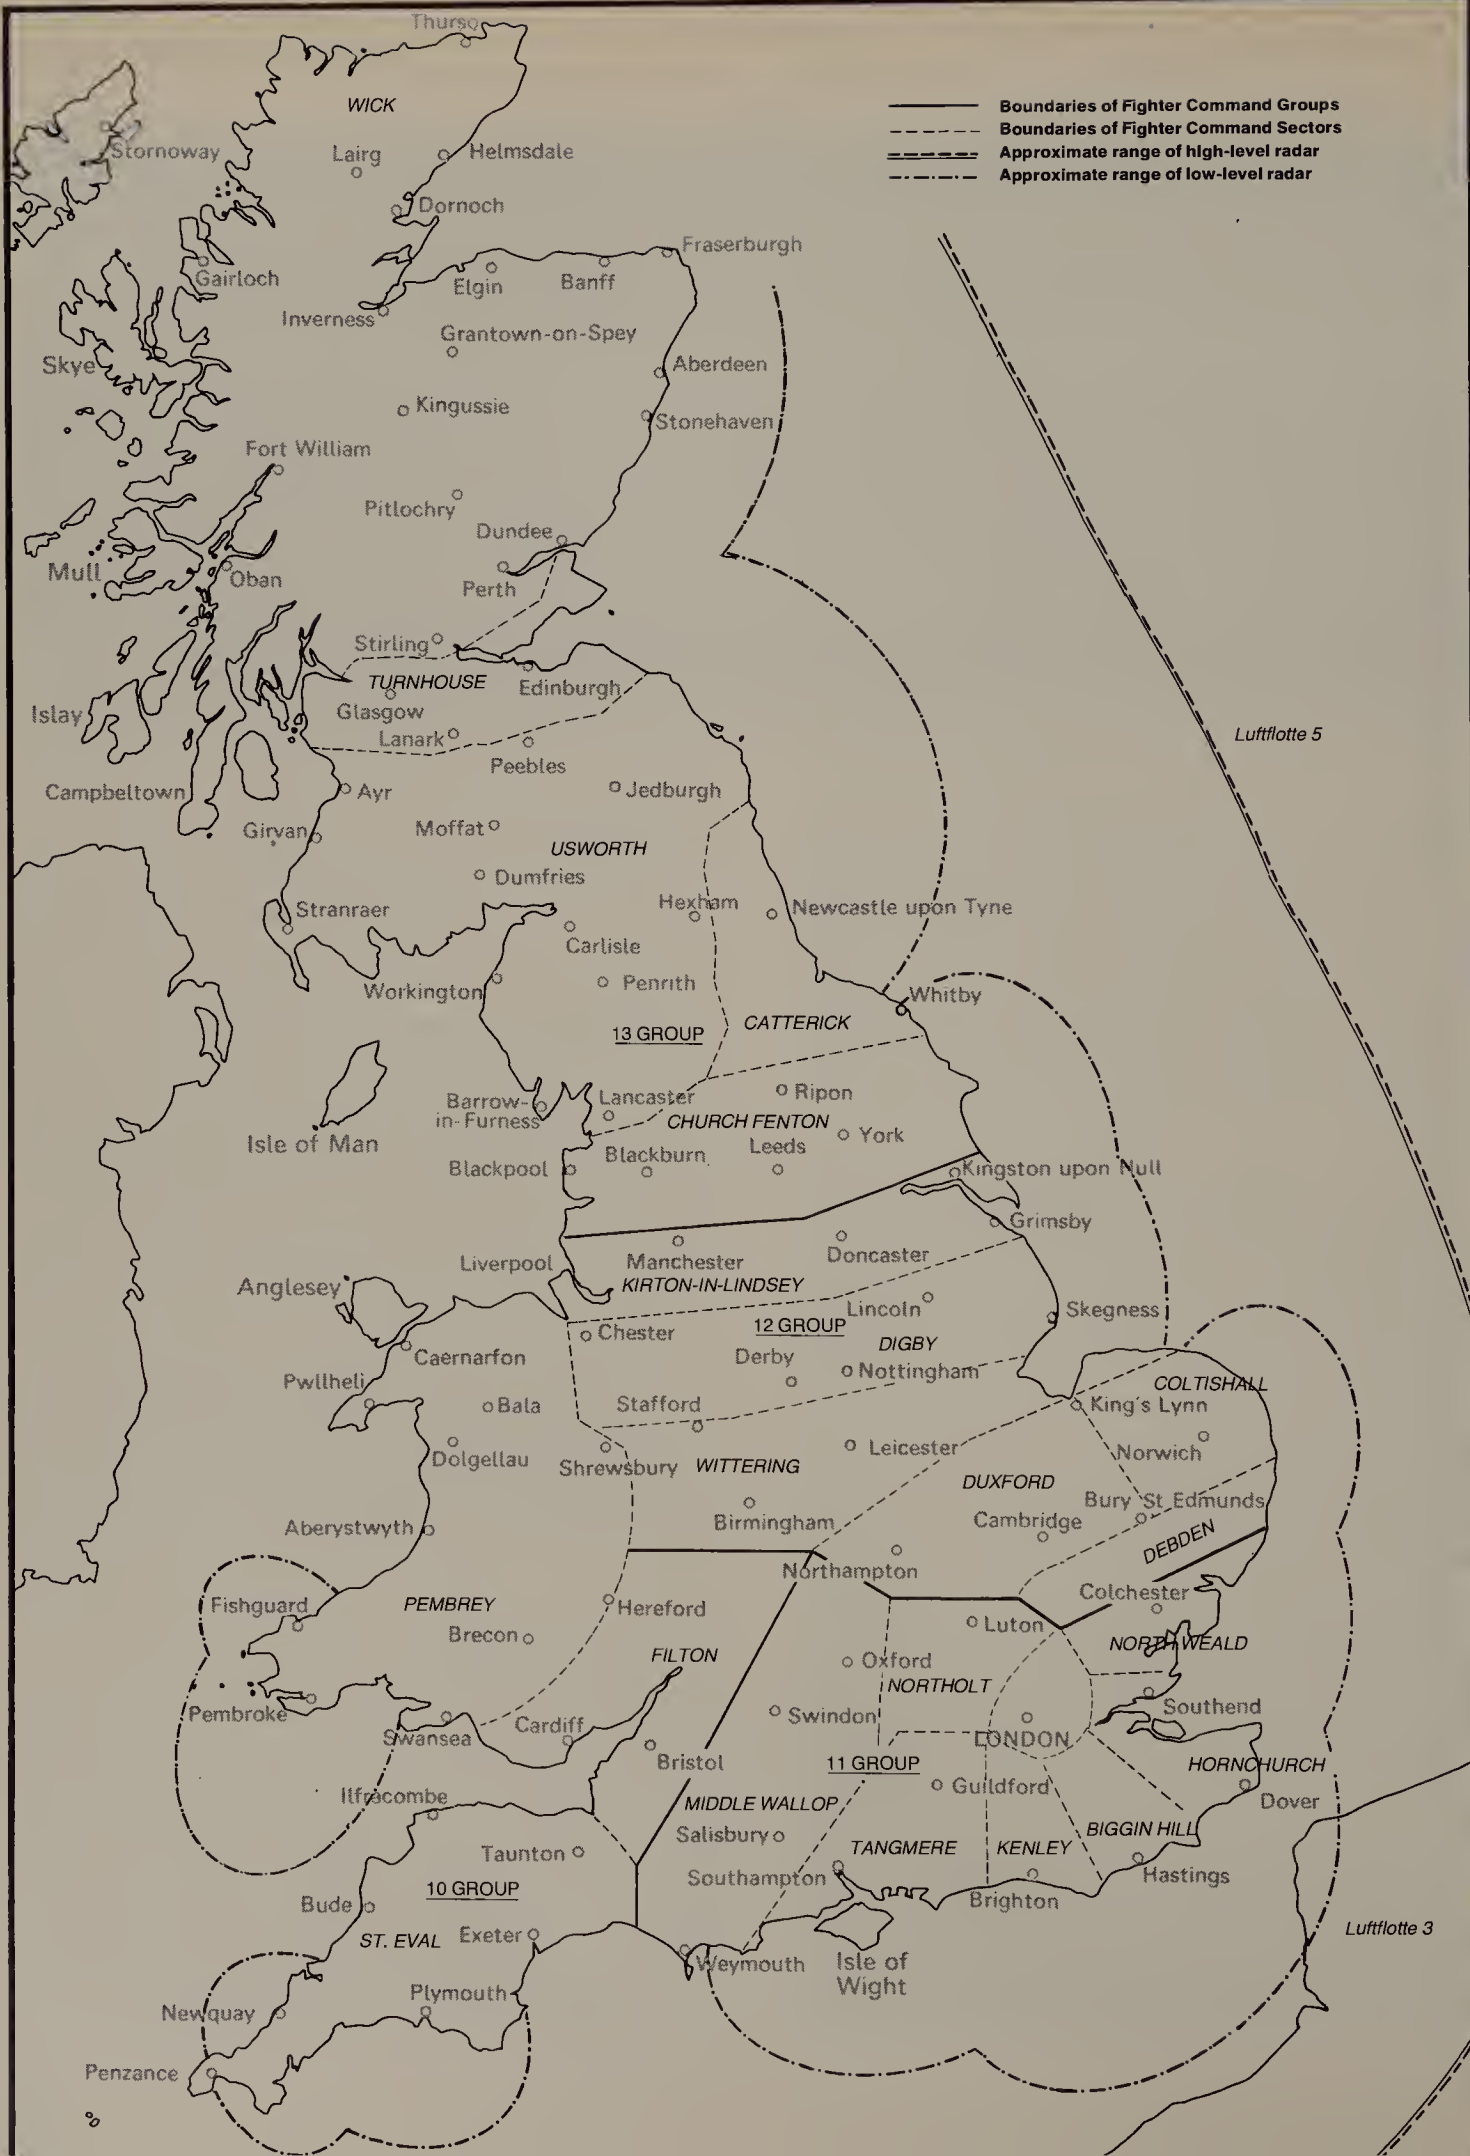 Thurso
WICK
Boundaries of Fighter Command Groups
Boundaries of Fighter Command Sectors
Approximate range of high-level radar
Approximate range of low-level radar
Stornoway
Lairg
Helmsdale
Dornoch
Fraserburgh
Gairloch
Elgin
Banff
Inverness
Grantown-on-Spey
Skye
Aberdeen
Kingussie
Stonehaven
Fort William
Pitlochry
Dundee
Mull
Oban
Perth
Stirling
TURNHOUSE
Edinburgh
Islay
Glasgow
Lanark
Luftflotte 5
Peebles
Campbeltown
Ayr
Jedburgh
Girvan
Moffat
USWORTH
Dumfries
Hexham
Newcastle upon Tyne
Stranraer
Carlisle
Workington
Penrith
Whitby
13 GROUP
CATTERICK
Barrow-
in-Furness
Lancaster
Ripon
Isle of Man
CHURCH FENTON
York
Blackpool
Blackburn
Leeds
Kingston upon Hull
Grimsby
Liverpool
Manchester
Doncaster
Anglesey
KIRTON-IN-LINDSEY
Lincoln
Skegness
Chester
12 GROUP
DIGBY
Caernarfon
Derby
Nottingham
Pwllheli
COLTISHALL
Bala
Stafford
King's Lynn
Dolgellau
Shrewsbury
WITTERING
Leicester
Norwich
DUXFORD
Bury St Edmunds
Aberystwyth
Birmingham
Cambridge
DEBDEN
Northampton
Colchester
Fishguard
PEMBREY
Hereford
Luton
Brecon
NORTH WEALD
FILTON
Oxford
NORTHOLT
Pembroke
Swansea
Cardiff
Swindon
LONDON
Southend
Bristol
11 GROUP
HORNCHURCH
Ilfracombe
Guildford
Dover
MIDDLE WALLOP
Salisbury
BIGGIN HILL
Taunton
TANGMERE
KENLEY
Southampton
Hastings
10 GROUP
Bude
Brighton
ST. EVAL
Exeter
Luftflotte 3
Weymouth
Isle of
Wight
Plymouth
Newquay
Penzance